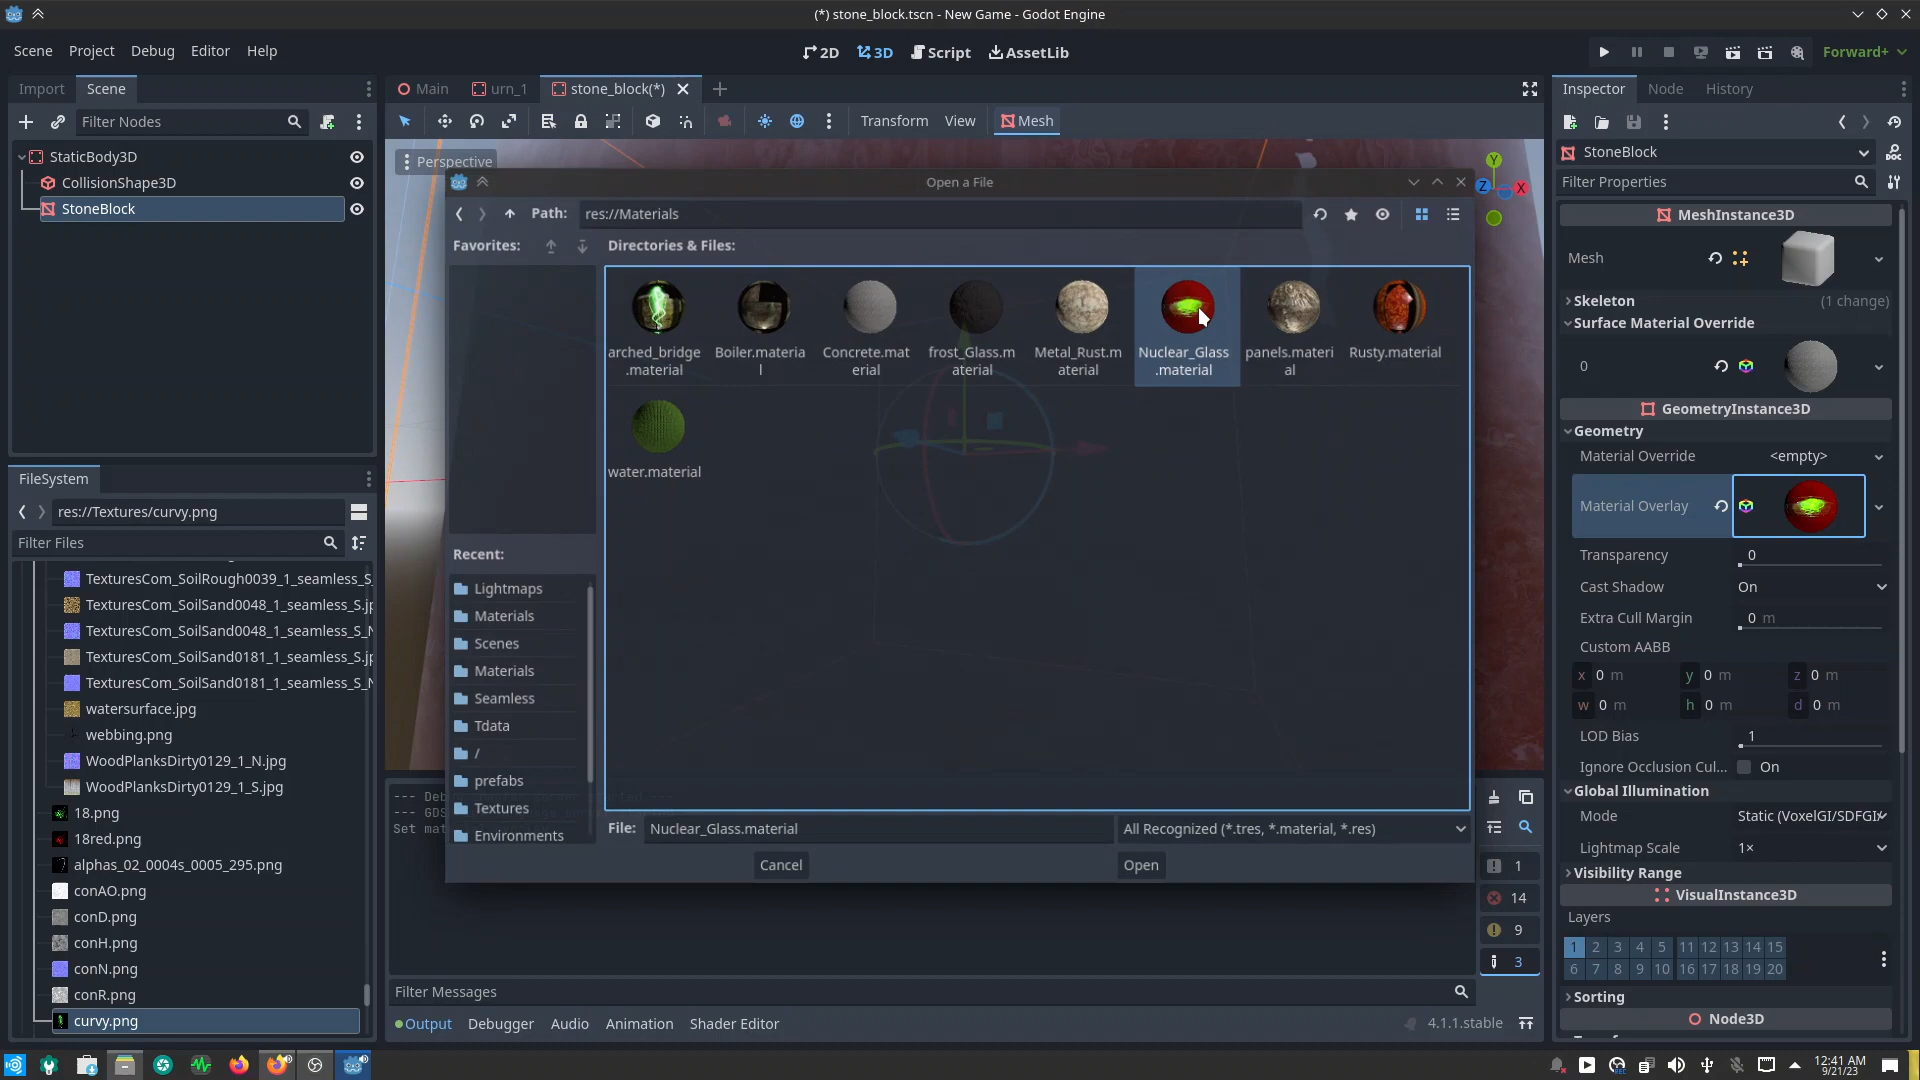 (*) stone_block.tscn - New Game - Godot Engine
Scene Project Debug Editor Help
2D 3D Script AssetLib
Forward+
Import Scene
Filter Nodes
StaticBody3D
CollisionShape3D
StoneBlock
FileSystem
res://Textures/curvy.png
Filter Files
TexturesCom_SoilRough0039_1_seamless_S_
TexturesCom_SoilSand0048_1_seamless_S.jp
TexturesCom_SoilSand0048_1_seamless_S_N
TexturesCom_SoilSand0181_1_seamless_S.jp
TexturesCom_SoilSand0181_1_seamless_S_N
watersurface.jpg
webbing.png
WoodPlanksDirty0129_1_N.jpg
WoodPlanksDirty0129_1_S.jpg
18.png
18red.png
alphas_02_0004s_0005_295.png
conAO.png
conD.png
conH.png
conN.png
conR.png
curvy.png
Main urn_1 stone_block(*)
Transform View Mesh
Perspective
Y
Z X
Open a File
Path: res://Materials
Favorites:
Directories & Files:
arched_bridge
.material
Boiler.materia
l
Concrete.mat
erial
frost_Glass.m
aterial
Metal_Rust.m
aterial
Nuclear_Glass
.material
panels.materi
al
Rusty.material
water.material
Recent:
Lightmaps
Materials
Scenes
Materials
Seamless
Tdata
/
prefabs
Textures
Environments
File: Nuclear_Glass.material
All Recognized (*.tres, *.material, *.res)
Cancel Open
--- Deb
--- GDS
Set mat
1
14
9
3
Filter Messages
Output Debugger Audio Animation Shader Editor
4.1.1.stable
Inspector Node History
StoneBlock
Filter Properties
MeshInstance3D
Mesh
Skeleton (1 change)
Surface Material Override
0
GeometryInstance3D
Geometry
Material Override <empty>
Material Overlay
Transparency 0
Cast Shadow On
Extra Cull Margin 0 m
Custom AABB
x 0 m y 0 m z 0 m
w 0 m h 0 m d 0 m
LOD Bias 1
Ignore Occlusion Cul... On
Global Illumination
Mode Static (VoxelGI/SDFGI
Lightmap Scale 1×
Visibility Range
VisualInstance3D
Layers
1 2 3 4 5 11 12 13 14 15
6 7 8 9 10 16 17 18 19 20
Sorting
Node3D
12:41 AM
9/21/23